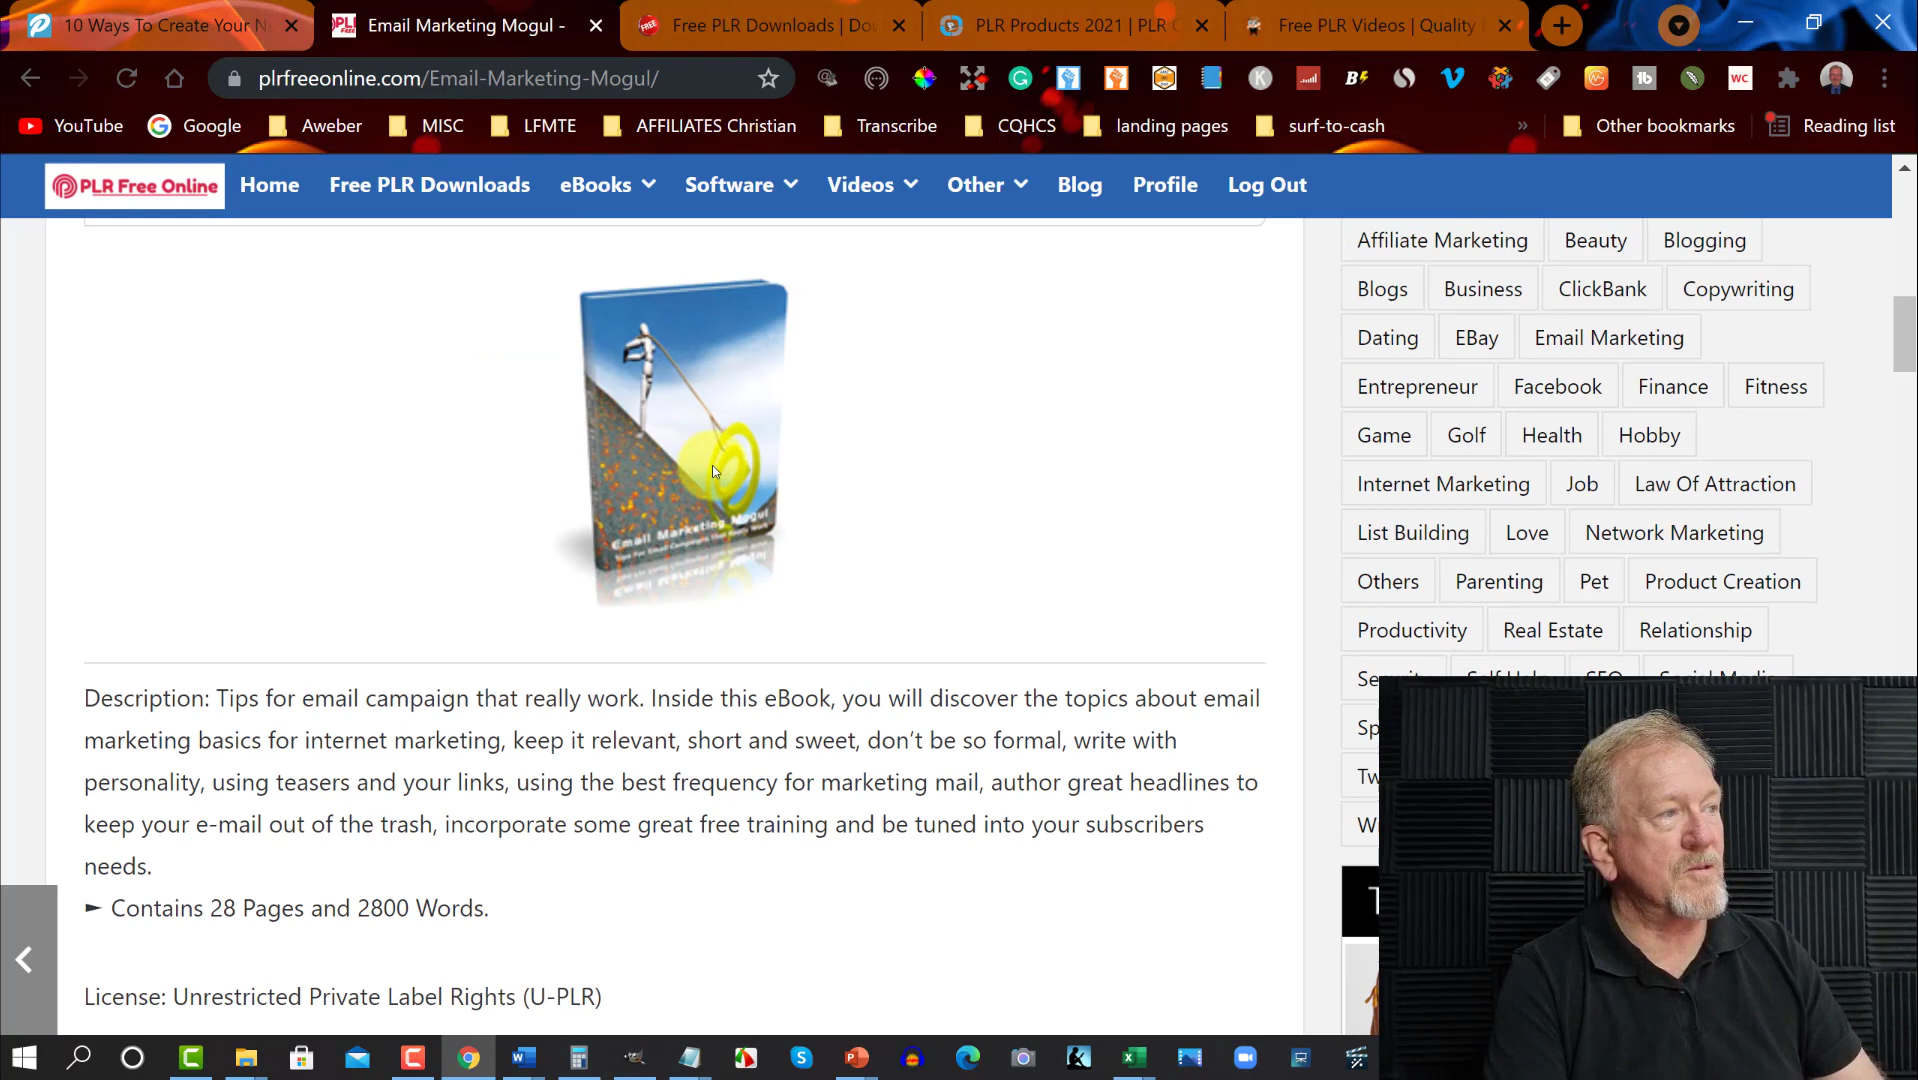 10 Ways To Create Your N
Email Marketing Mogul -
Free PLR Downloads | Dow
PLR Products 2021 | PLR
Free PLR Videos | Quality
plrfreeonline.com/Email-Marketing-Mogul/
YouTube
Google
Aweber
MISC
LFMTE
AFFILIATES Christian
Transcribe
CQHCS
landing pages
surf-to-cash
»
Other bookmarks
Reading list
PLR Free Online
Home
Free PLR Downloads
eBooks
Software
Videos
Other
Blog
Profile
Log Out
Affiliate Marketing
Beauty
Blogging
Blogs
Business
ClickBank
Copywriting
Dating
EBay
Email Marketing
Entrepreneur
Facebook
Finance
Fitness
Game
Golf
Health
Hobby
Internet Marketing
Job
Law Of Attraction
List Building
Love
Network Marketing
Others
Parenting
Pet
Product Creation
Productivity
Real Estate
Relationship
Email Marketing Mogul
Tips For Email Campaigns That Really Work
Description: Tips for email campaign that really work. Inside this eBook, you will discover the topics about email
marketing basics for internet marketing, keep it relevant, short and sweet, don’t be so formal, write with
personality, using teasers and your links, using the best frequency for marketing mail, author great headlines to
keep your e-mail out of the trash, incorporate some great free training and be tuned into your subscribers
needs.
► Contains 28 Pages and 2800 Words.
License: Unrestricted Private Label Rights (U-PLR)